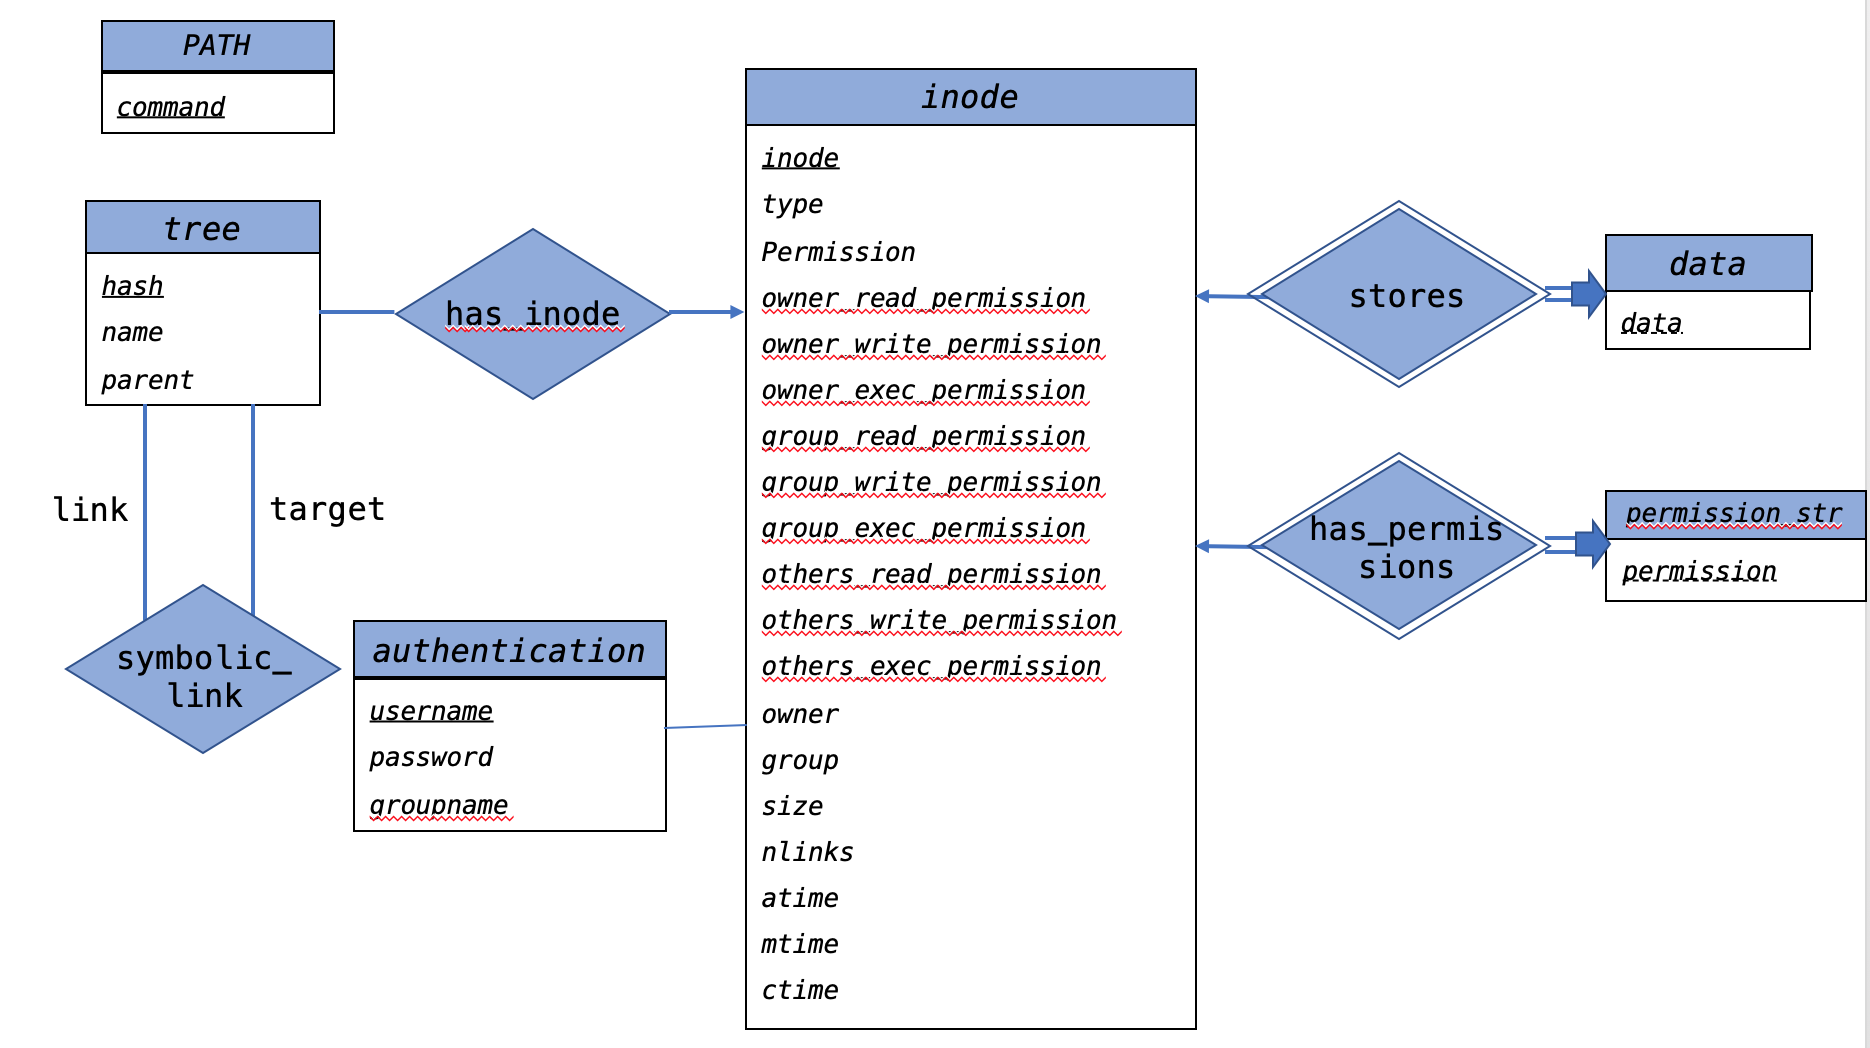 PATH
command
tree
hash
name
parent
has_inode
link
target
symbolic_
link
authentication
username
password
groupname
inode
inode
type
Permission
owner_read_permission
owner_write_permission
owner_exec_permission
group_read_permission
group_write_permission
group_exec_permission
others_read_permission
others_write_permission
others_exec_permission
owner
group
size
nlinks
atime
mtime
ctime
stores
data
data
has_permis
sions
permission_str
permission